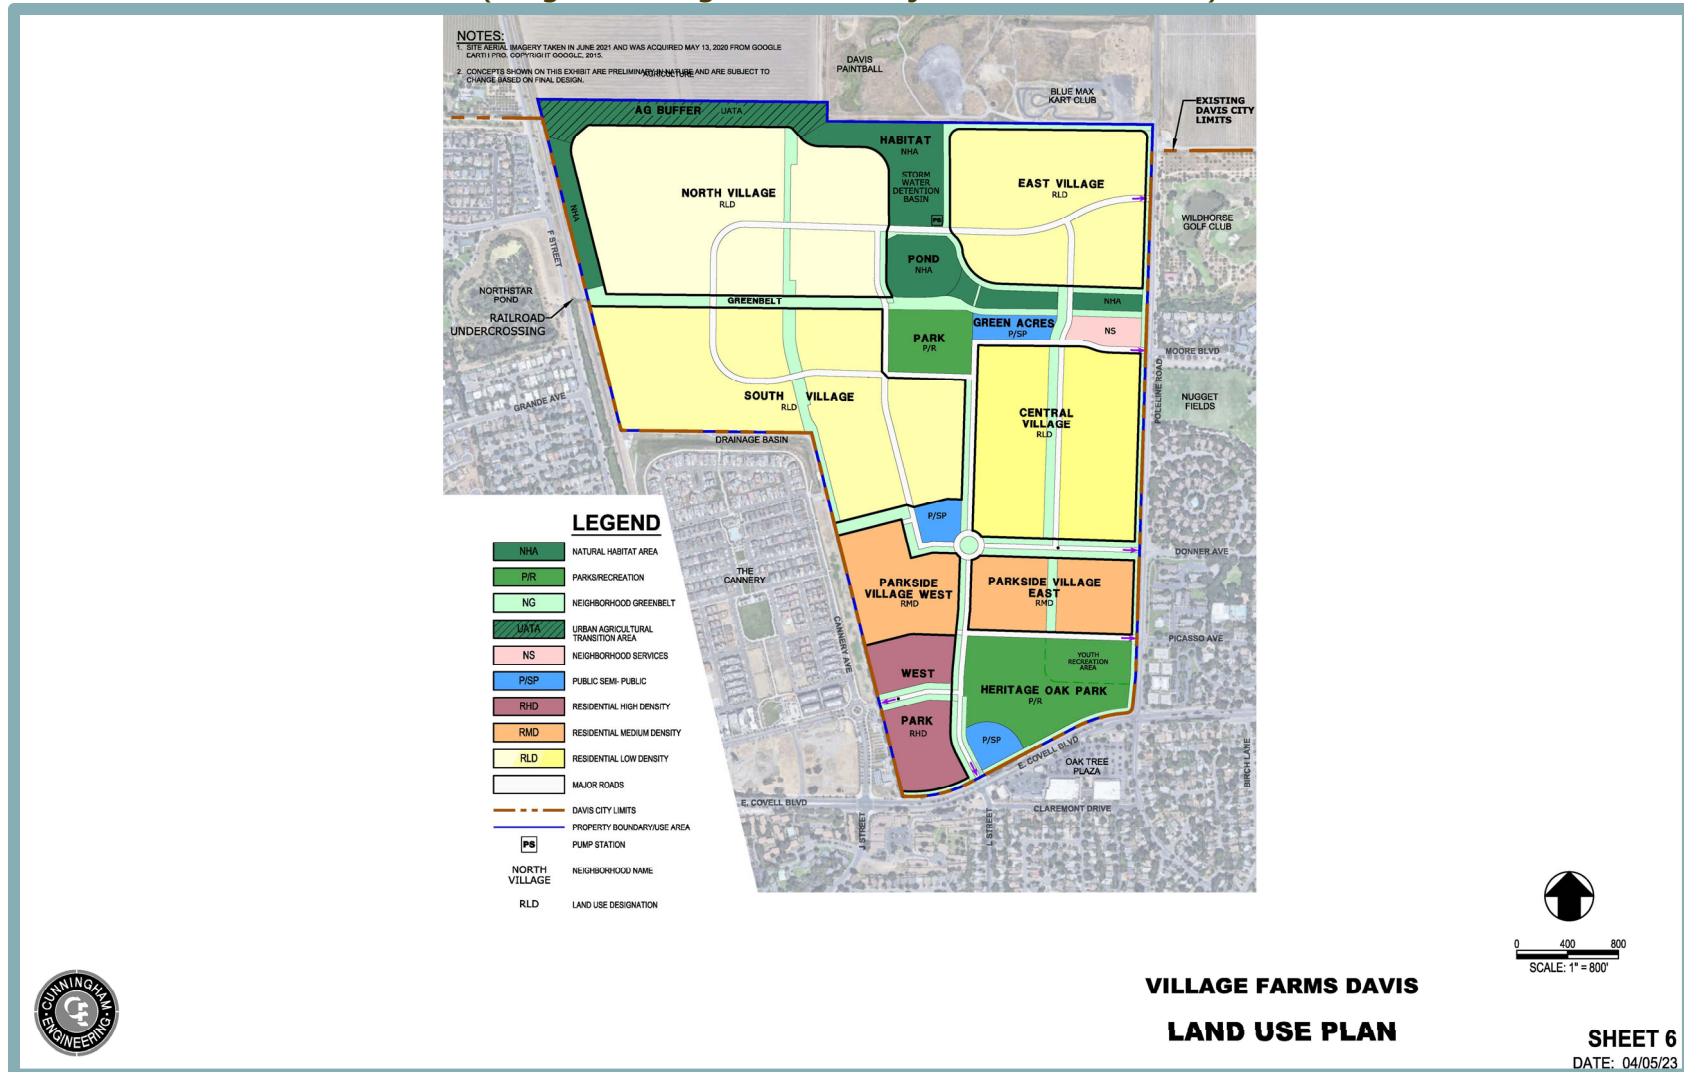 NOTES:
1. SITE AERIAL IMAGERY TAKEN IN JUNE 2021 AND WAS ACQUIRED MAY 13, 2020 FROM GOOGLE
EARTH PRO. COPYRIGHT GOOGLE, 2015.
2. CONCEPTS SHOWN ON THIS EXHIBIT ARE PRELIMINARY IN NATURE AND ARE SUBJECT TO
CHANGE BASED ON FINAL DESIGN.
AGRICULTURE
DAVIS
PAINTBALL
BLUE MAX
KART CLUB
EXISTING
DAVIS CITY
LIMITS
AG BUFFER UATA
HABITAT
NHA
STORM
WATER
DETENTION
BASIN
PS
NORTH VILLAGE
RLD
EAST VILLAGE
RLD
WILDHORSE
GOLF CLUB
NHA
F STREET
POND
NHA
NORTHSTAR
POND
RAILROAD
UNDERCROSSING
GREENBELT
NHA
GREEN ACRES
P/SP
NS
PARK
P/R
MOORE BLVD
POLELINE ROAD
NUGGET
FIELDS
GRANDE AVE
SOUTH VILLAGE
RLD
CENTRAL
VILLAGE
RLD
DRAINAGE BASIN
P/SP
DONNER AVE
THE
CANNERY
CANNERY AVE
PARKSIDE
VILLAGE WEST
RMD
PARKSIDE VILLAGE
EAST
RMD
PICASSO AVE
YOUTH
RECREATION
AREA
WEST
PARK
RHD
HERITAGE OAK PARK
P/R
P/SP
E. COVELL BLVD
OAK TREE
PLAZA
BIRCH LANE
E. COVELL BLVD
J STREET
L STREET
CLAREMONT DRIVE
LEGEND
NHA NATURAL HABITAT AREA
P/R PARKS/RECREATION
NG NEIGHBORHOOD GREENBELT
UATA URBAN AGRICULTURAL
TRANSITION AREA
NS NEIGHBORHOOD SERVICES
P/SP PUBLIC SEMI- PUBLIC
RHD RESIDENTIAL HIGH DENSITY
RMD RESIDENTIAL MEDIUM DENSITY
RLD RESIDENTIAL LOW DENSITY
MAJOR ROADS
DAVIS CITY LIMITS
PROPERTY BOUNDARY/USE AREA
PS PUMP STATION
NORTH
VILLAGE
NEIGHBORHOOD NAME
RLD LAND USE DESIGNATION
0 400 800
SCALE: 1" = 800'
CUNNINGHAM
ENGINEERING
VILLAGE FARMS DAVIS
LAND USE PLAN
SHEET 6
DATE: 04/05/23